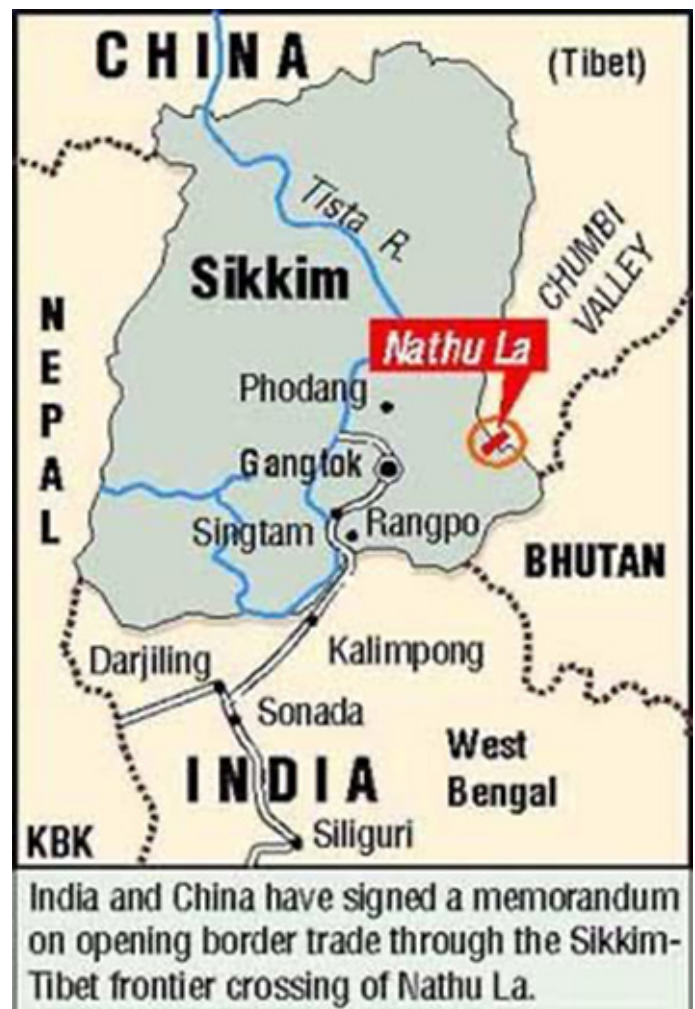 CHINA
(Tibet)
Tista R.
Sikkim
CHUMBI
VALLEY
NEPAL
Nathu La
Phodang
Gangtok
Singtam
Rangpo
BHUTAN
Darjiling
Kalimpong
Sonada
West
Bengal
INDIA
KBK
Siliguri
India and China have signed a memorandum
on opening border trade through the Sikkim-
Tibet frontier crossing of Nathu La.